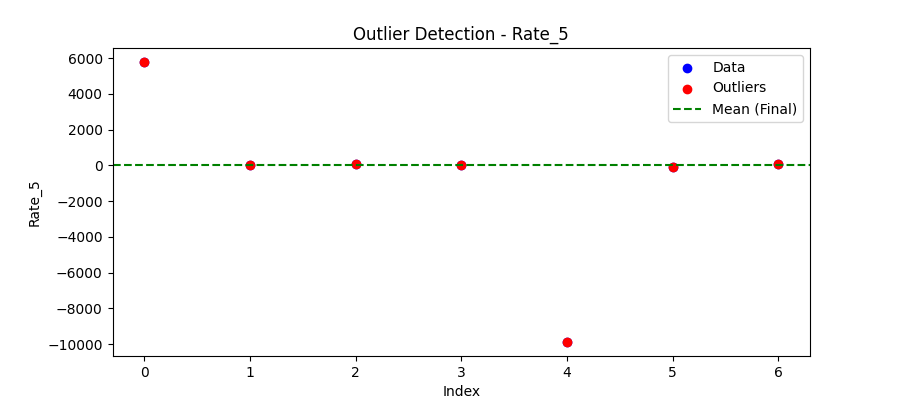 Outlier Detection - Rate_5
Data
Outliers
Mean (Final)
6000
4000
2000
0
−2000
−4000
−6000
−8000
−10000
Rate_5
0 1 2 3 4 5 6
Index